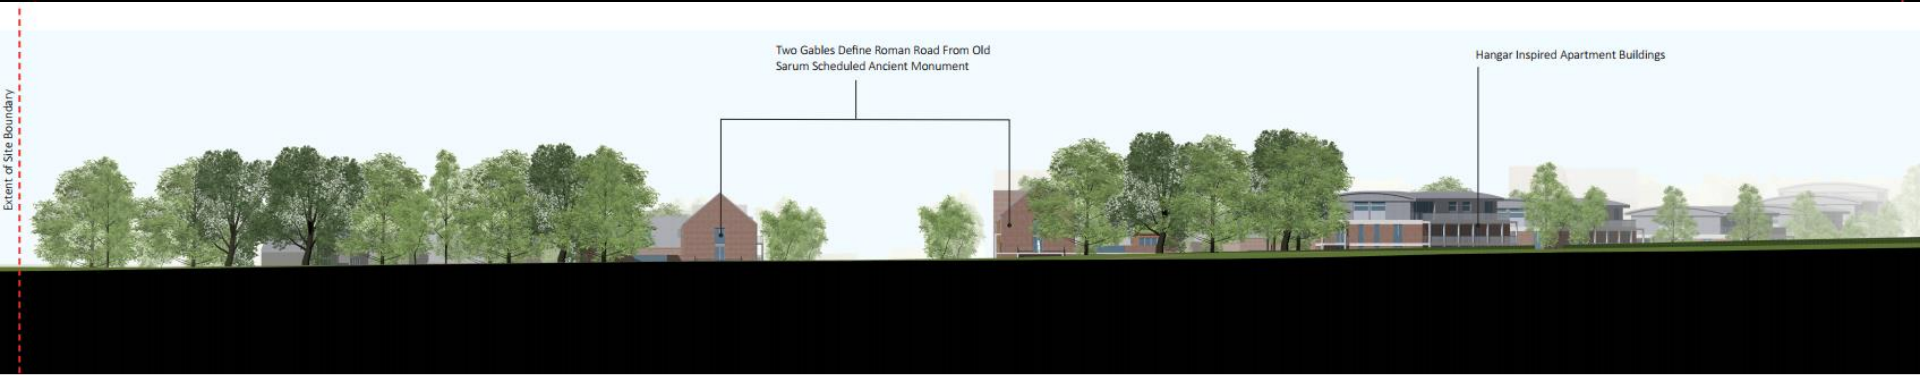 Extent of Site Boundary
Two Gables Define Roman Road From Old
Sarum Scheduled Ancient Monument
Hangar Inspired Apartment Buildings